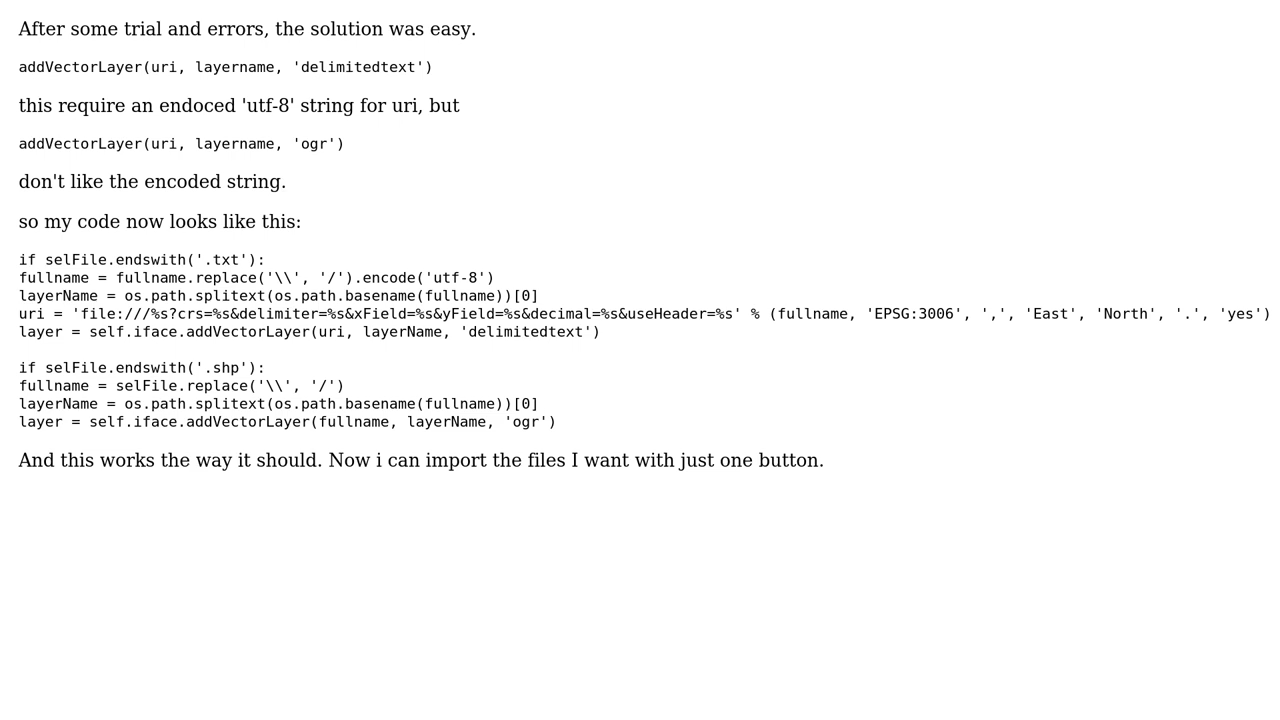 After some trial and errors, the solution was easy.
addVectorLayer(uri, layername, 'delimitedtext')
this require an endoced 'utf-8' string for uri, but
addVectorLayer(uri, layername, 'ogr')
don't like the encoded string.
so my code now looks like this:
if selFile.endswith('.txt'):
fullname = fullname.replace('\\', '/').encode('utf-8')
layerName = os.path.splitext(os.path.basename(fullname))[0]
uri = 'file:///%s?crs=%s&delimiter=%s&xField=%s&yField=%s&decimal=%s&useHeader=%s' % (fullname, 'EPSG:3006', ',', 'East', 'North', '.', 'yes')
layer = self.iface.addVectorLayer(uri, layerName, 'delimitedtext')
if selFile.endswith('.shp'):
fullname = selFile.replace('\\', '/')
layerName = os.path.splitext(os.path.basename(fullname))[0]
layer = self.iface.addVectorLayer(fullname, layerName, 'ogr')
And this works the way it should. Now i can import the files I want with just one button.